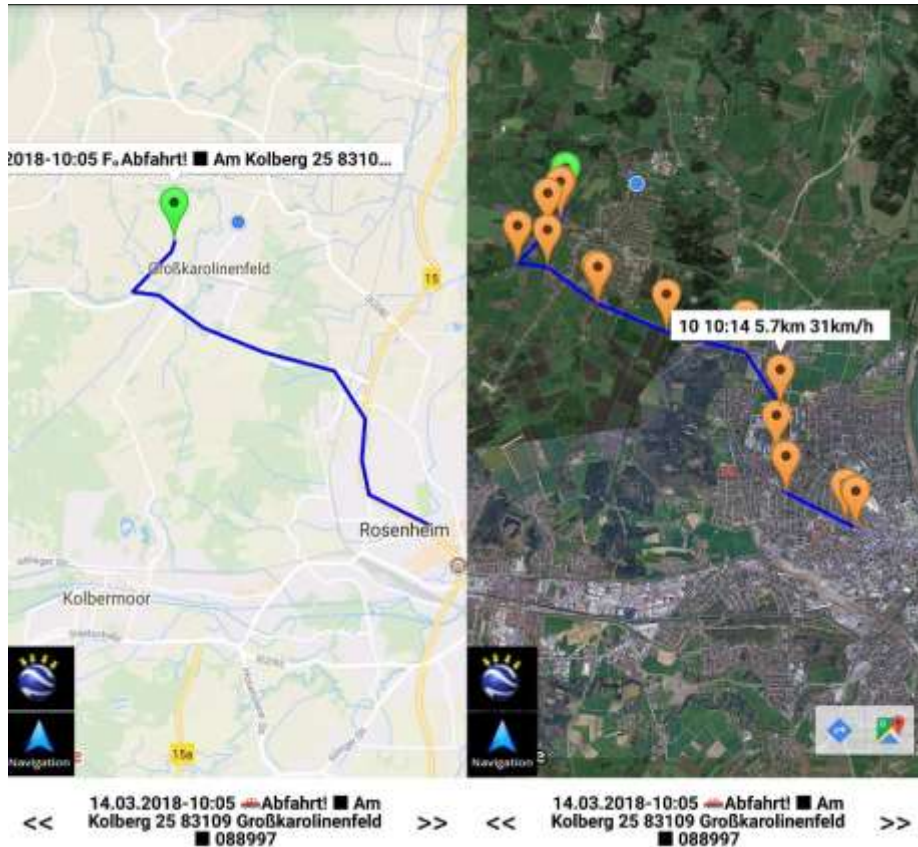 2018-10:05 F. Abfahrt! ■ Am Kolberg 25 8310...
Großkarolinenfeld
15
Rosenheim
Kolbermoor
15a
Navigation
14.03.2018-10:05 🚗Abfahrt! ■ Am
<< Kolberg 25 83109 Großkarolinenfeld >>
■ 088997
10 10:14 5.7km 31km/h
Navigation
14.03.2018-10:05 🚗Abfahrt! ■ Am
<< Kolberg 25 83109 Großkarolinenfeld >>
■ 088997